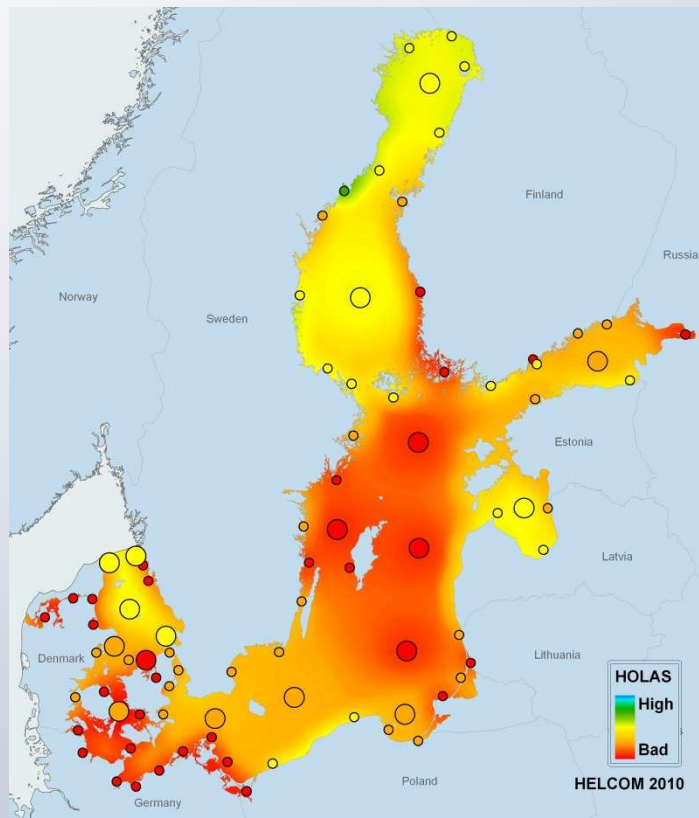 Finland
Russia
Norway
Sweden
Estonia
Latvia
Denmark
Lithuania
HOLAS
High
Bad
HELCOM 2010
Poland
Germany